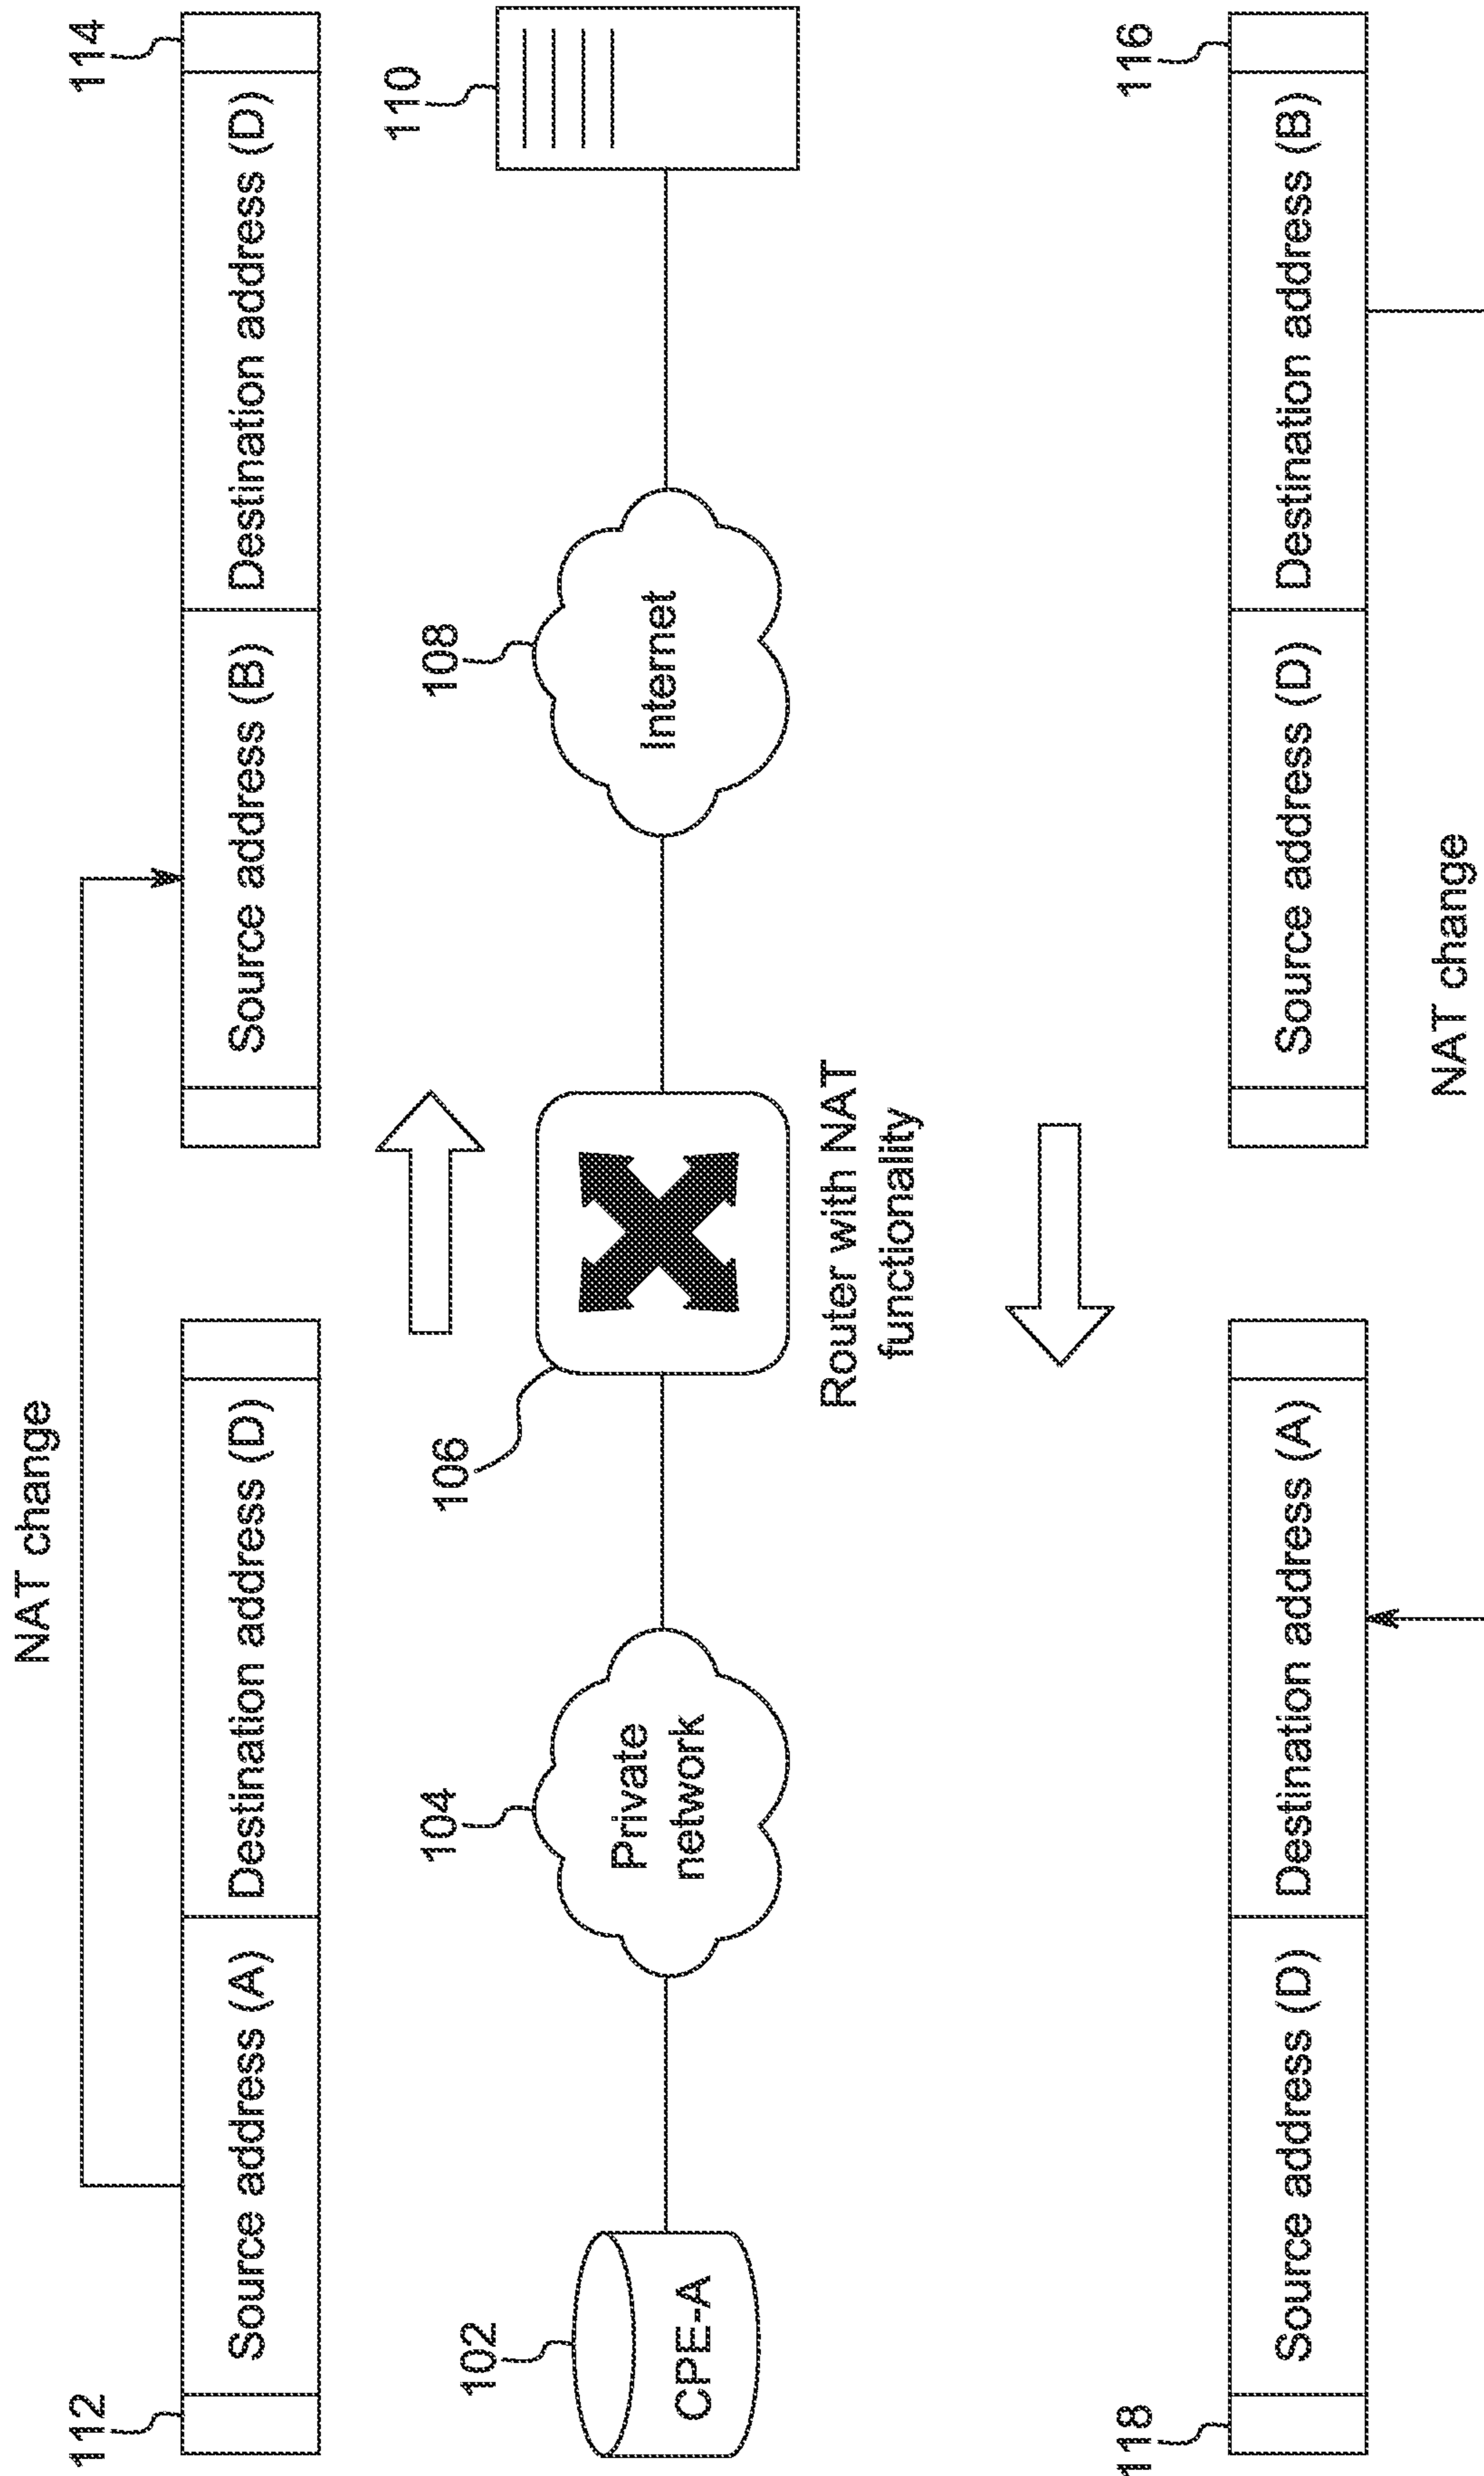 NAT change
112
114
Source address (A)
Destination address (D)
Source address (B)
Destination address (D)
102
CPE-A
104
Private
network
106
Router with NAT
functionality
108
Internet
110
118
116
Source address (D)
Destination address (A)
Source address (D)
Destination address (B)
NAT change